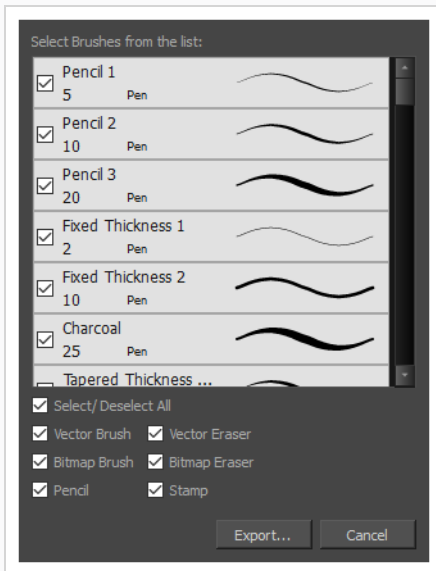 Select Brushes from the list:
Pencil 1
5 Pen
Pencil 2
10 Pen
Pencil 3
20 Pen
Fixed Thickness 1
2 Pen
Fixed Thickness 2
10 Pen
Charcoal
25 Pen
Tapered Thickness ...
Select/Deselect All
Vector Brush Vector Eraser
Bitmap Brush Bitmap Eraser
Pencil Stamp
Export... Cancel